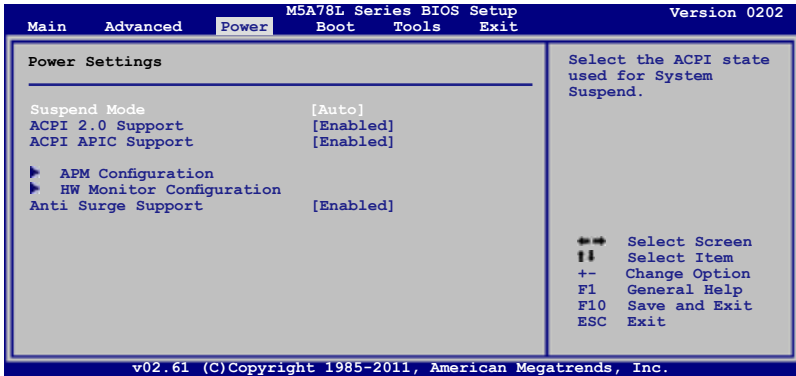 M5A78L Series BIOS Setup Version 0202
Main Advanced Power Boot Tools Exit
Power Settings
Suspend Mode [Auto]
ACPI 2.0 Support [Enabled]
ACPI APIC Support [Enabled]
APM Configuration
HW Monitor Configuration
Anti Surge Support [Enabled]
Select the ACPI state
used for System
Suspend.
Select Screen
Select Item
+- Change Option
F1 General Help
F10 Save and Exit
ESC Exit
v02.61 (C)Copyright 1985-2011, American Megatrends, Inc.